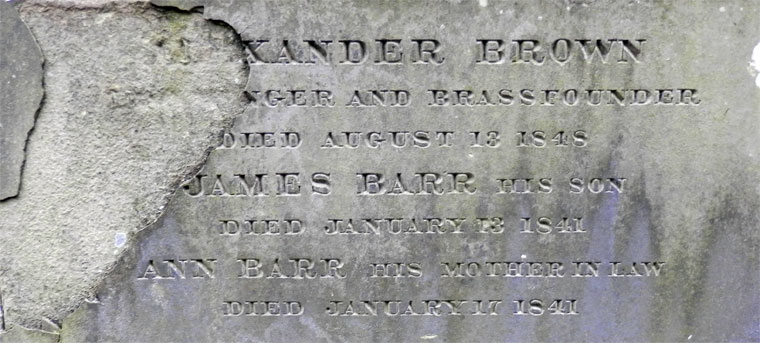 XANDER BROWN
NGER AND BRASSFOUNDER
DIED AUGUST 13 1848
JAMES BARR HIS SON
DIED JANUARY 13 1841
ANN BARR HIS MOTHER IN LAW
DIED JANUARY 17 1841